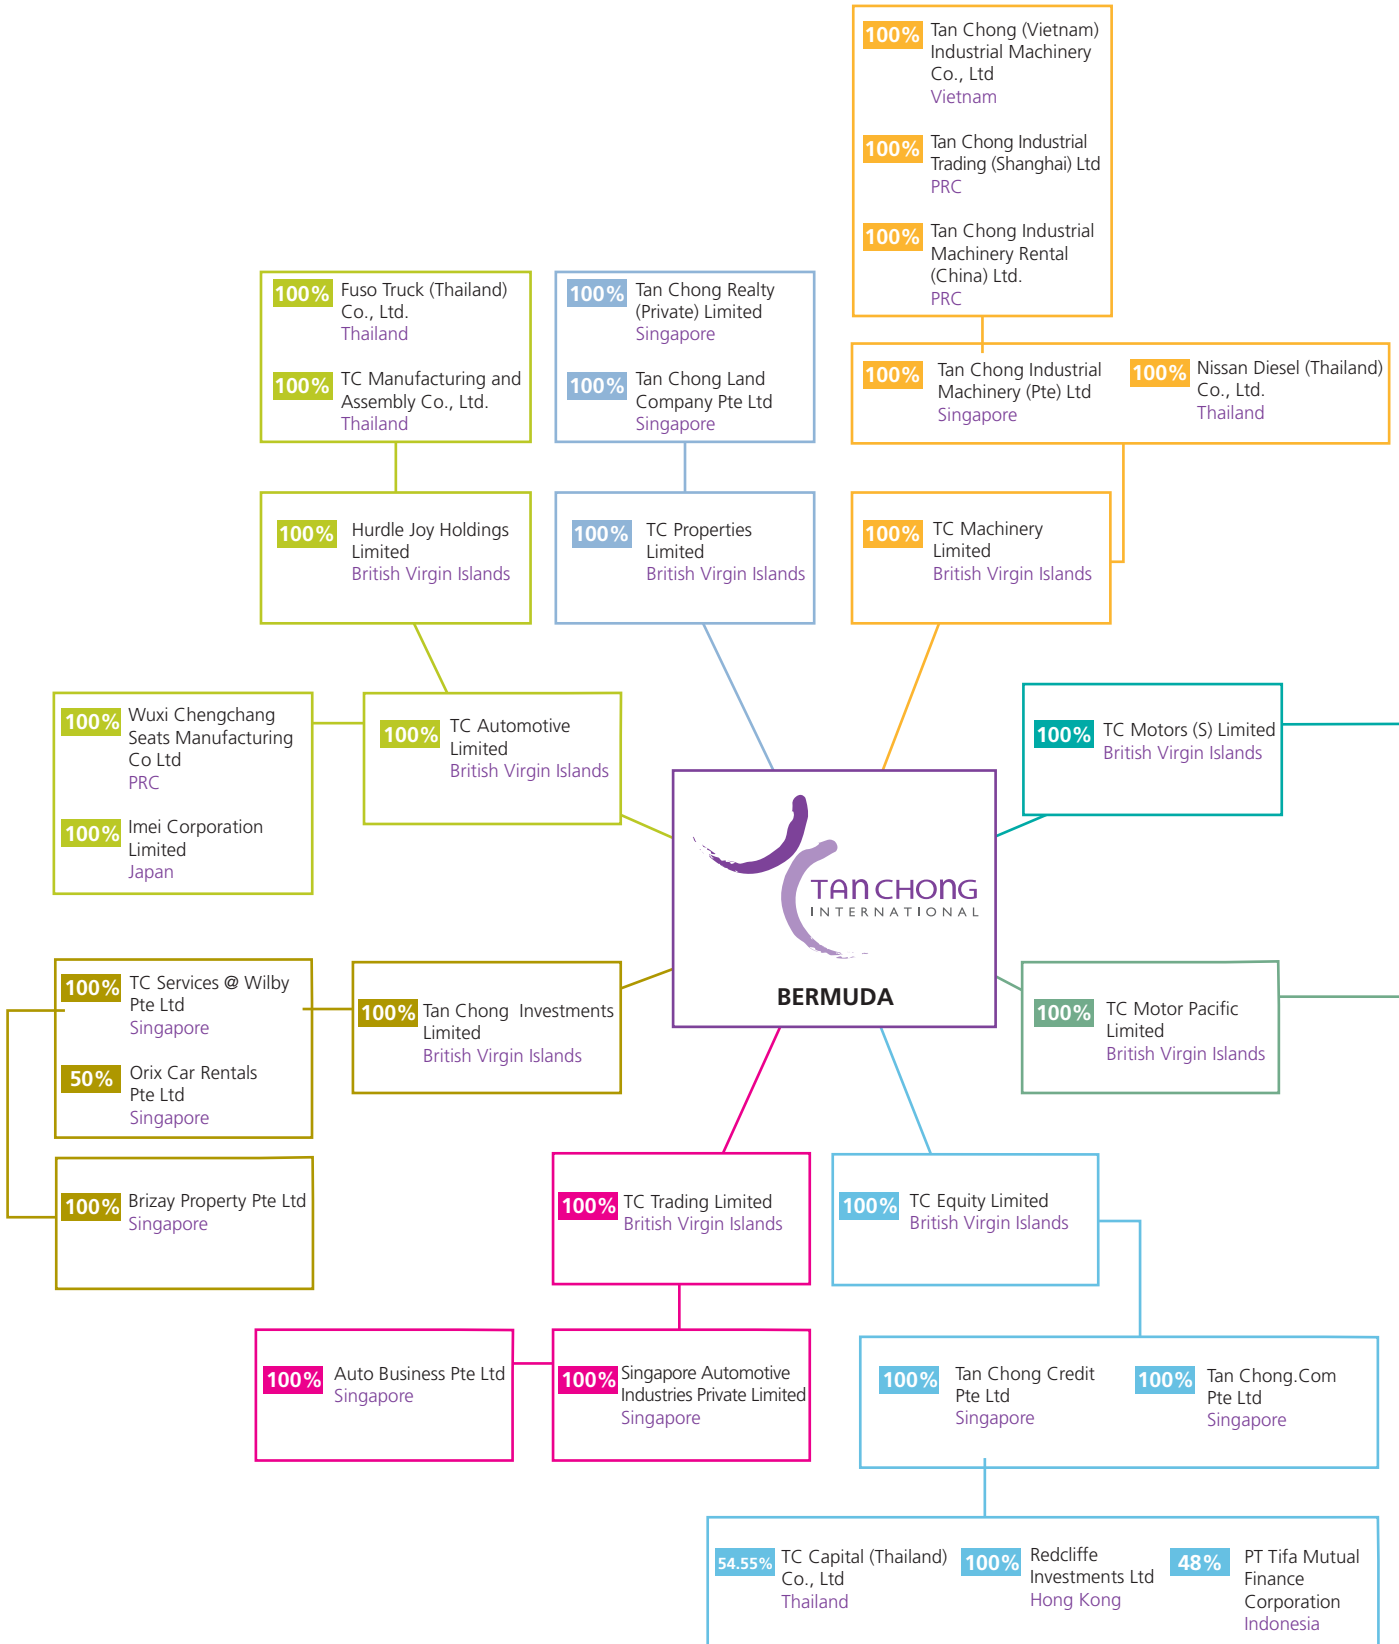 100% Tan Chong (Vietnam)
Industrial Machinery
Co., Ltd
Vietnam
100% Tan Chong Industrial
Trading (Shanghai) Ltd
PRC
100% Tan Chong Industrial
Machinery Rental
(China) Ltd.
PRC
100% Fuso Truck (Thailand)
Co., Ltd.
Thailand
100% TC Manufacturing and
Assembly Co., Ltd.
Thailand
100% Tan Chong Realty
(Private) Limited
Singapore
100% Tan Chong Land
Company Pte Ltd
Singapore
100% Tan Chong Industrial
Machinery (Pte) Ltd
Singapore
100% Nissan Diesel (Thailand)
Co., Ltd.
Thailand
100% Hurdle Joy Holdings
Limited
British Virgin Islands
100% TC Properties
Limited
British Virgin Islands
100% TC Machinery
Limited
British Virgin Islands
100% Wuxi Chengchang
Seats Manufacturing
Co Ltd
PRC
100% Imei Corporation
Limited
Japan
100% TC Automotive
Limited
British Virgin Islands
100% TC Motors (S) Limited
British Virgin Islands
TAN CHONG
INTERNATIONAL
BERMUDA
100% TC Services @ Wilby
Pte Ltd
Singapore
50% Orix Car Rentals
Pte Ltd
Singapore
100% Tan Chong Investments
Limited
British Virgin Islands
100% TC Motor Pacific
Limited
British Virgin Islands
100% Brizay Property Pte Ltd
Singapore
100% TC Trading Limited
British Virgin Islands
100% TC Equity Limited
British Virgin Islands
100% Auto Business Pte Ltd
Singapore
100% Singapore Automotive
Industries Private Limited
Singapore
100% Tan Chong Credit
Pte Ltd
Singapore
100% Tan Chong.Com
Pte Ltd
Singapore
54.55% TC Capital (Thailand)
Co., Ltd
Thailand
100% Redcliffe
Investments Ltd
Hong Kong
48% PT Tifa Mutual
Finance
Corporation
Indonesia